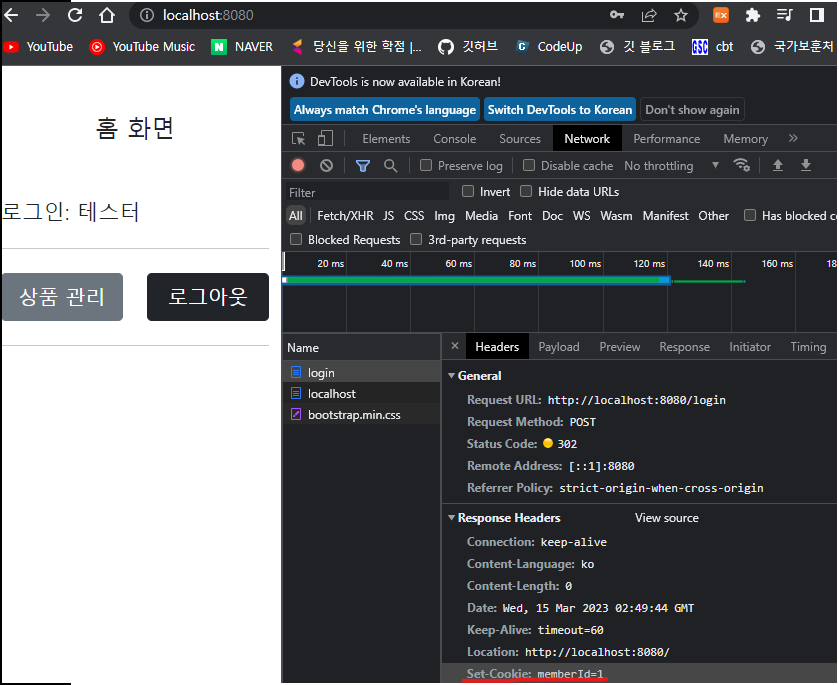 localhost:8080
YouTube YouTube Music NAVER 당신을 위한 학점 |... 깃허브 CodeUp 깃 블로그 cbt 국가보훈처
홈 화면
로그인: 테스터
상품 관리 로그아웃
DevTools is now available in Korean!
Always match Chrome's language Switch DevTools to Korean Don't show again
Elements Console Sources Network Performance Memory »
Preserve log Disable cache No throttling
Filter Invert Hide data URLs
All Fetch/XHR JS CSS Img Media Font Doc WS Wasm Manifest Other Has blocked c
Blocked Requests 3rd-party requests
20 ms 40 ms 60 ms 80 ms 100 ms 120 ms 140 ms 160 ms 18
Name
login
localhost
bootstrap.min.css
× Headers Payload Preview Response Initiator Timing
General
Request URL: http://localhost:8080/login
Request Method: POST
Status Code: 302
Remote Address: [::1]:8080
Referrer Policy: strict-origin-when-cross-origin
Response Headers View source
Connection: keep-alive
Content-Language: ko
Content-Length: 0
Date: Wed, 15 Mar 2023 02:49:44 GMT
Keep-Alive: timeout=60
Location: http://localhost:8080/
Set-Cookie: memberId=1